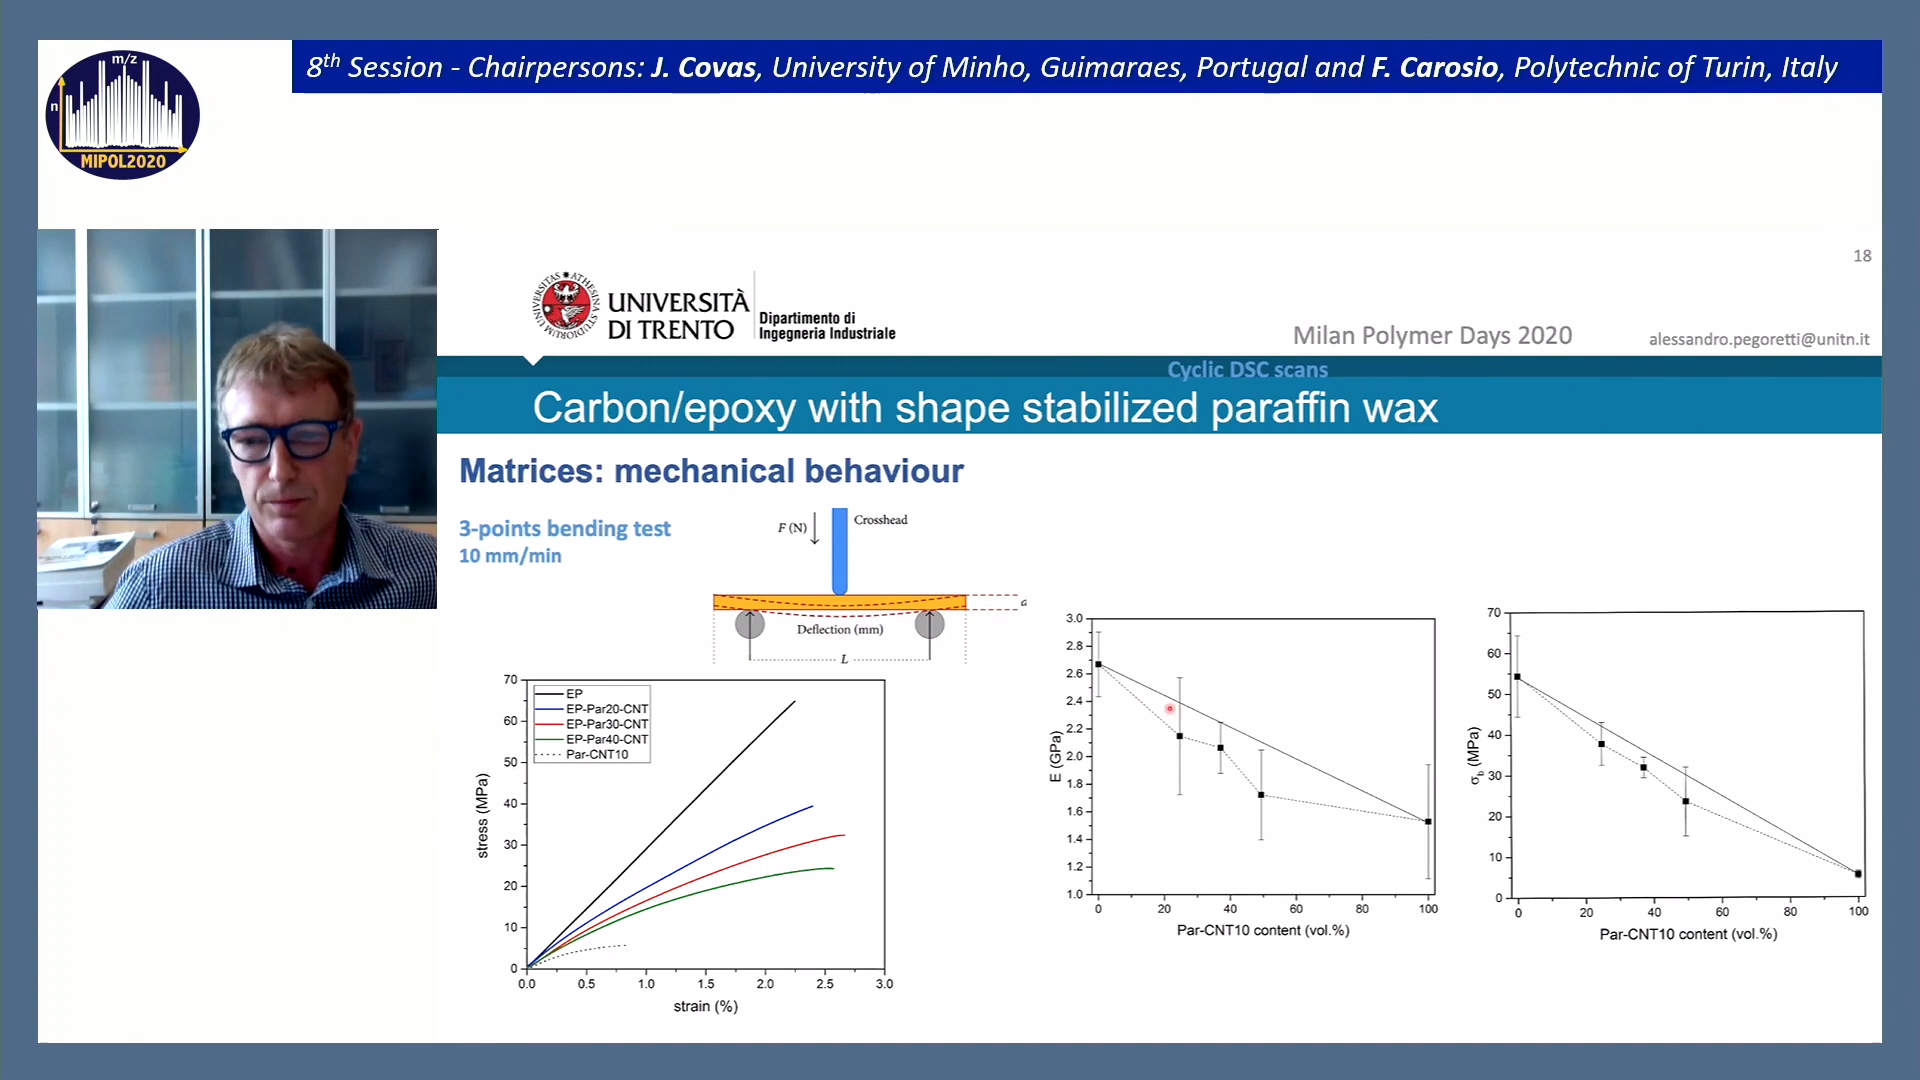 8th Session - Chairpersons: J. Covas, University of Minho, Guimaraes, Portugal and F. Carosio, Polytechnic of Turin, Italy
m/z
n
MIPOL2020
18
UNIVERSITÀ
DI TRENTO
Dipartimento di
Ingegneria Industriale
Milan Polymer Days 2020
alessandro.pegoretti@unitn.it
Cyclic DSC scans
Carbon/epoxy with shape stabilized paraffin wax
Matrices: mechanical behaviour
3-points bending test
10 mm/min
F (N)
Crosshead
Deflection (mm)
L
70
60
50
40
30
20
10
0
stress (MPa)
EP
EP-Par20-CNT
EP-Par30-CNT
EP-Par40-CNT
Par-CNT10
0.0 0.5 1.0 1.5 2.0 2.5 3.0
strain (%)
3.0
2.8
2.6
2.4
2.2
2.0
1.8
1.6
1.4
1.2
1.0
E (GPa)
0 20 40 60 80 100
Par-CNT10 content (vol.%)
70
60
50
40
30
20
10
0
σb (MPa)
0 20 40 60 80 100
Par-CNT10 content (vol.%)